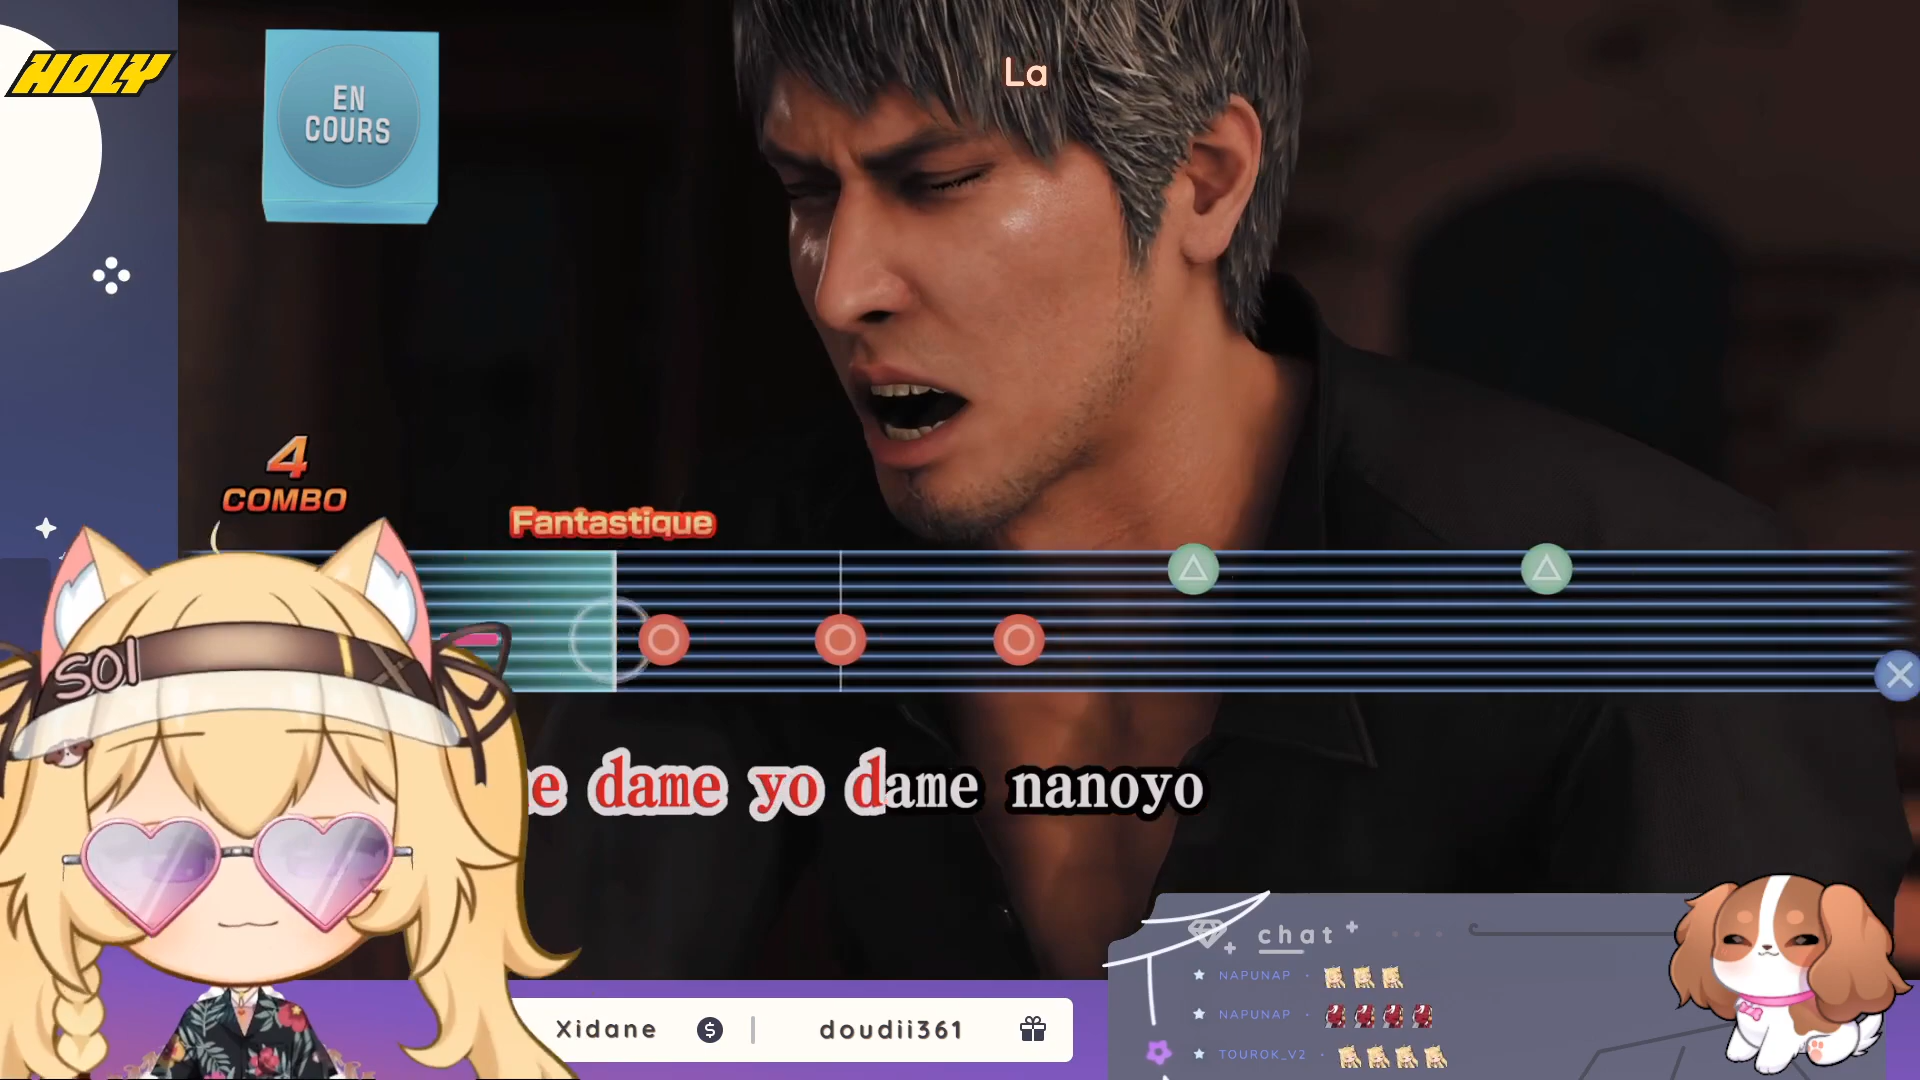 HOLY
EN
COURS
La
4
COMBO
Fantastique
SOI
e dame yo dame nanoyo
chat
NAPUNAP
NAPUNAP
TOUROK_V2
Xidane
doudii361